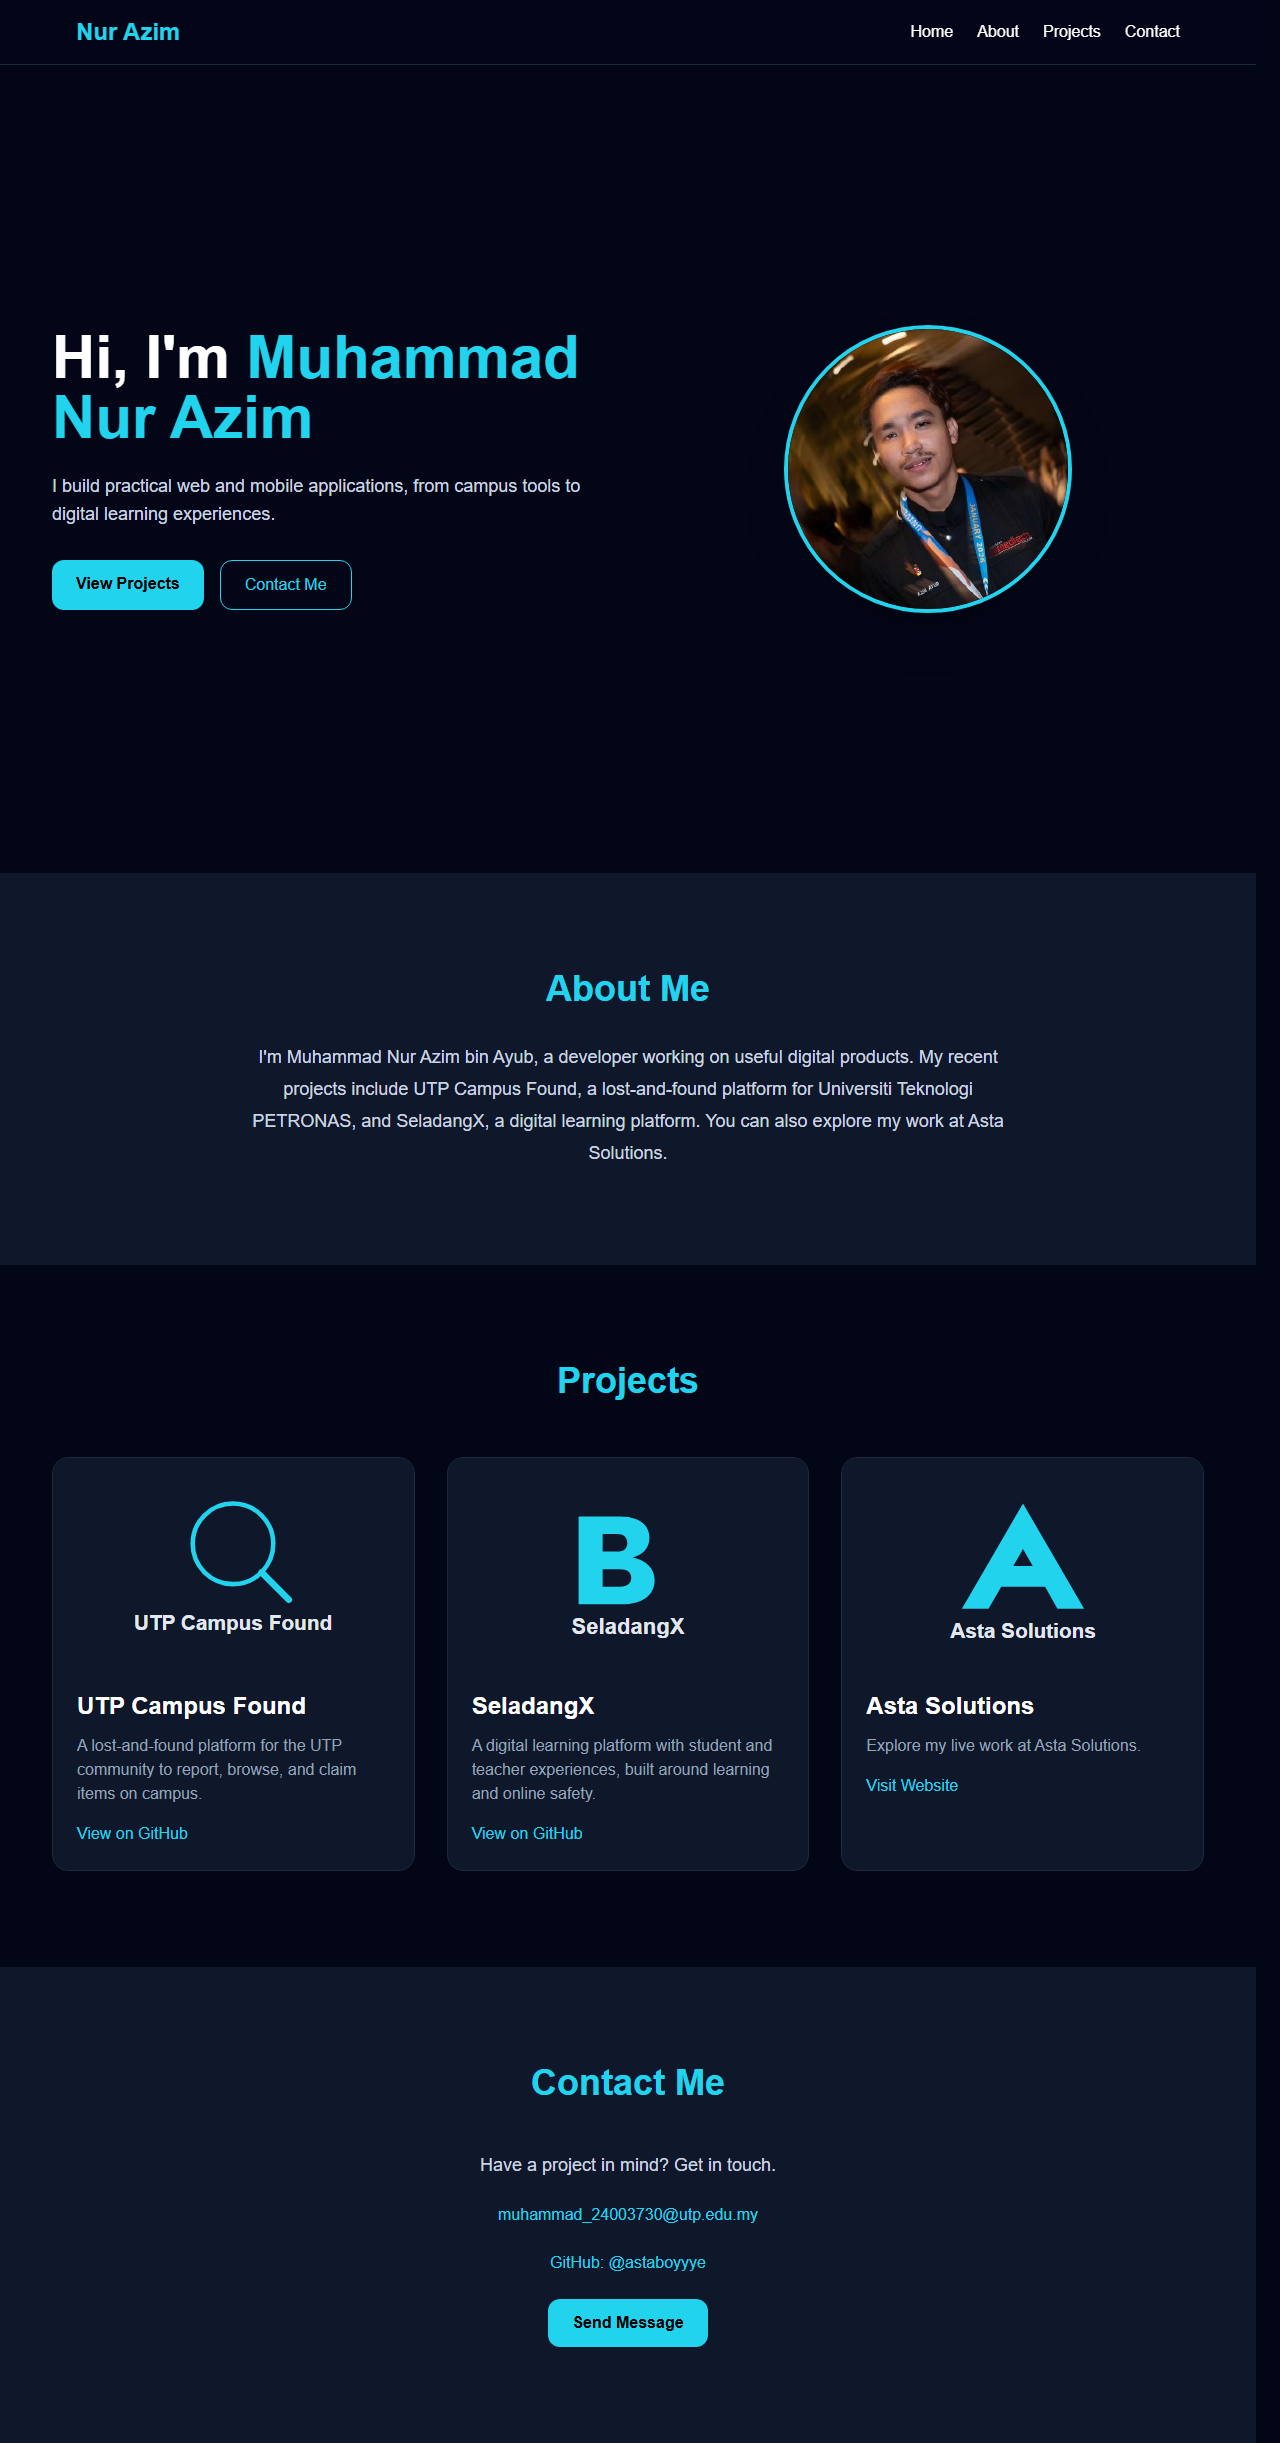 Nur Azim
Home About Projects Contact
Hi, I'm Muhammad
Nur Azim
I build practical web and mobile applications, from campus tools to
digital learning experiences.
View Projects
Contact Me
JANUARY 2026
About Me
I'm Muhammad Nur Azim bin Ayub, a developer working on useful digital products. My recent
projects include UTP Campus Found, a lost-and-found platform for Universiti Teknologi
PETRONAS, and SeladangX, a digital learning platform. You can also explore my work at Asta
Solutions.
Projects
UTP Campus Found
UTP Campus Found
A lost-and-found platform for the UTP
community to report, browse, and claim
items on campus.
View on GitHub
B
SeladangX
SeladangX
A digital learning platform with student and
teacher experiences, built around learning
and online safety.
View on GitHub
A
Asta Solutions
Asta Solutions
Explore my live work at Asta Solutions.
Visit Website
Contact Me
Have a project in mind? Get in touch.
muhammad_24003730@utp.edu.my
GitHub: @astaboyyye
Send Message